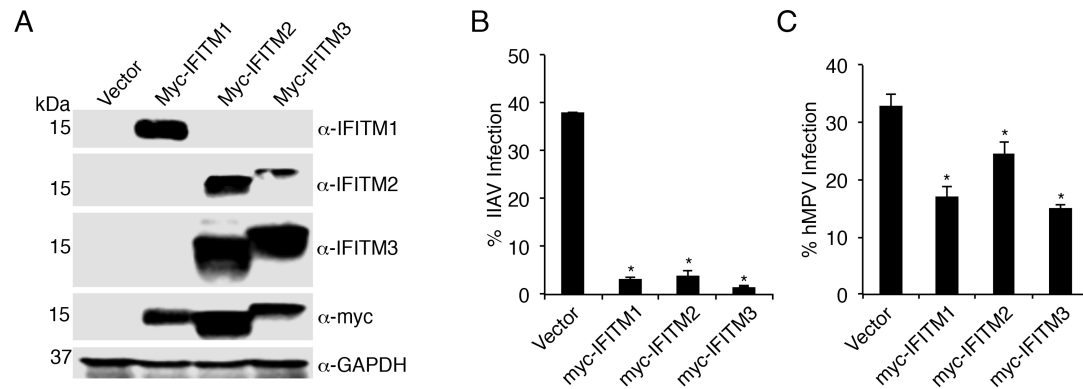 A
Vector
Myc-IFITM1
Myc-IFITM2
Myc-IFITM3
kDa
15 α-IFITM1
15 α-IFITM2
15 α-IFITM3
15 α-myc
37 α-GAPDH
B
% IIAV Infection
50
40
30
20
10
0
*
*
*
Vector
myc-IFITM1
myc-IFITM2
myc-IFITM3
C
% hMPV Infection
40
30
20
10
0
*
*
*
Vector
myc-IFITM1
myc-IFITM2
myc-IFITM3